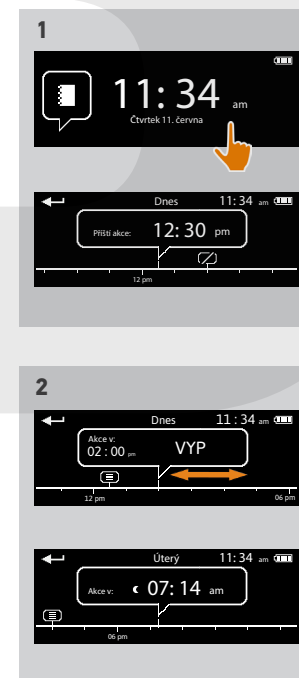 1
11: 34 am
Čtvrtek 11. června
Dnes 11: 34 am
Příští akce: 12: 30 pm
12 pm
2
Dnes 11 : 34 am
Akce v:
02 : 00 pm VYP
12 pm 06 pm
Úterý 11: 34 am
Akce v: 07: 14 am
06 pm